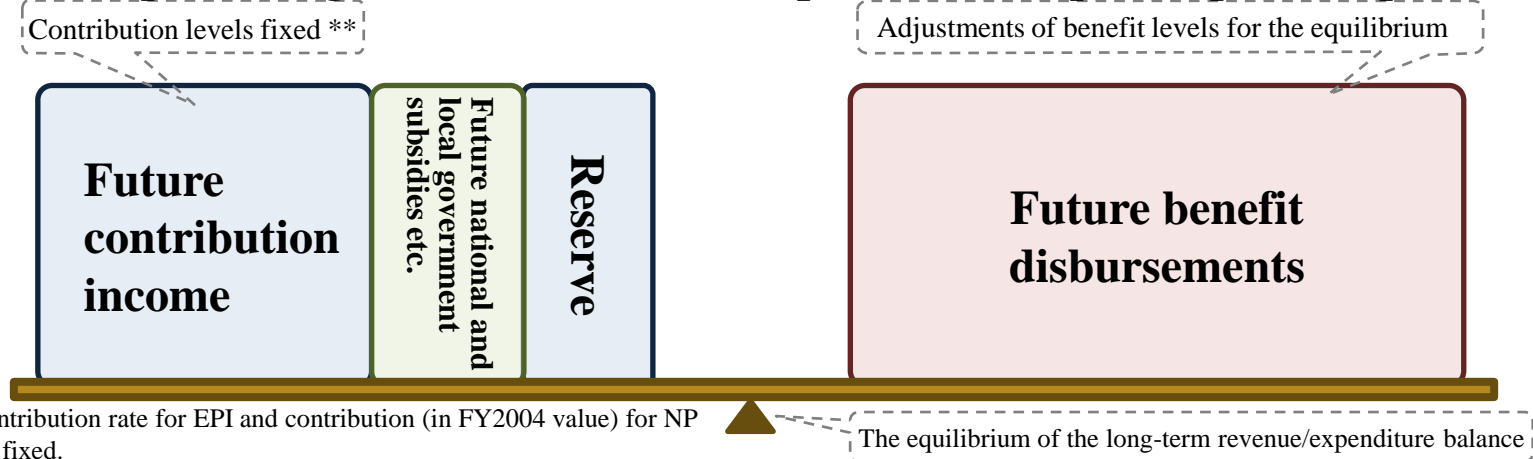 Contribution levels fixed **
Adjustments of benefit levels for the equilibrium
Future
contribution
income
Future national and
local government
subsidies etc.
Reserve
Future benefit
disbursements
contribution rate for EPI and contribution (in FY2004 value) for NP
fixed.
The equilibrium of the long-term revenue/expenditure balance